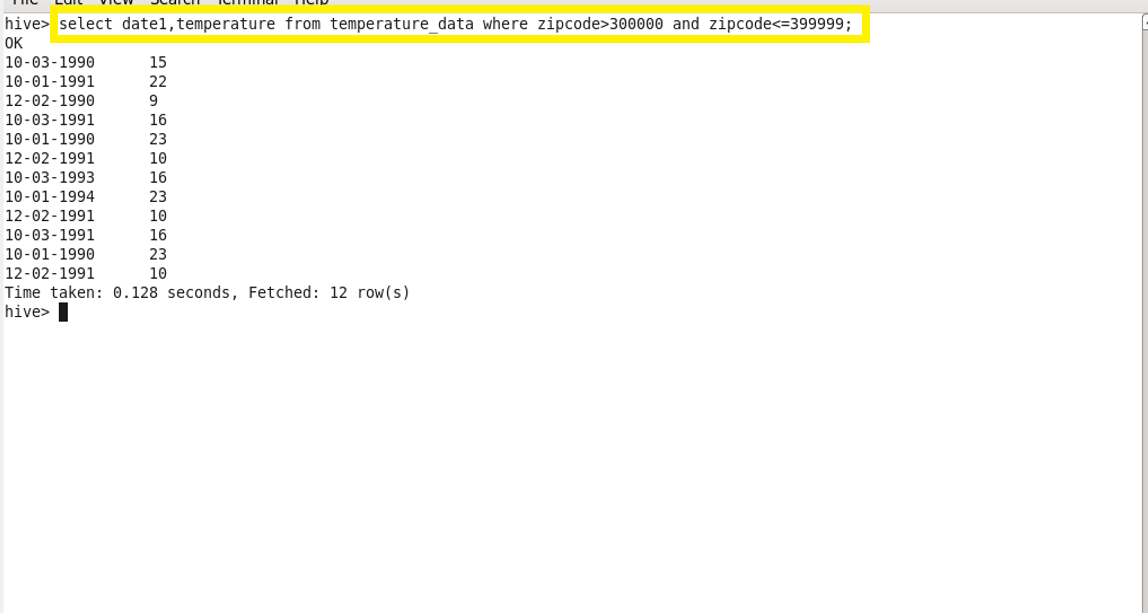 File Edit View Search Terminal Help
hive> select date1,temperature from temperature_data where zipcode>300000 and zipcode<=399999;
OK
10-03-1990 15
10-01-1991 22
12-02-1990 9
10-03-1991 16
10-01-1990 23
12-02-1991 10
10-03-1993 16
10-01-1994 23
12-02-1991 10
10-03-1991 16
10-01-1990 23
12-02-1991 10
Time taken: 0.128 seconds, Fetched: 12 row(s)
hive>